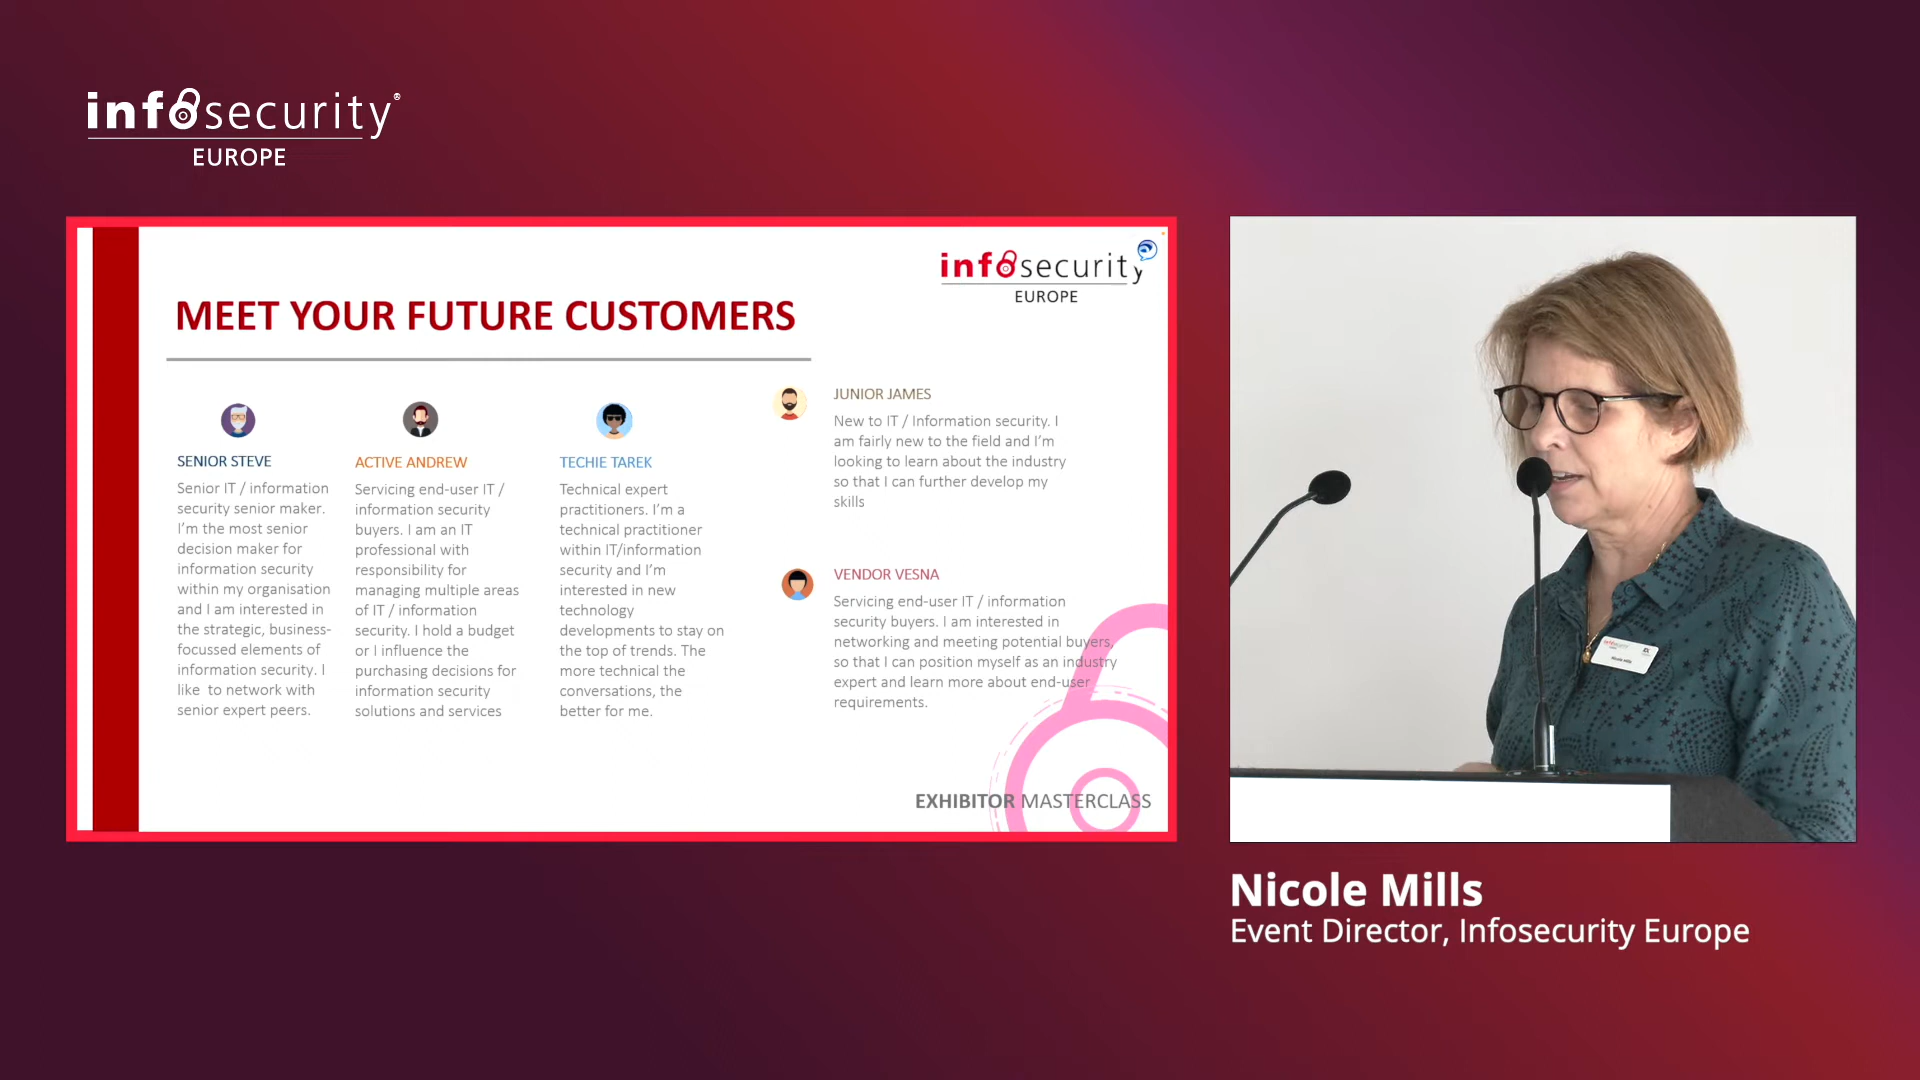 infosecurity®
EUROPE
infosecurity
EUROPE
MEET YOUR FUTURE CUSTOMERS
SENIOR STEVE
Senior IT / information
security senior maker.
I'm the most senior
decision maker for
information security
within my organisation
and I am interested in
the strategic, business-
focussed elements of
information security. I
like to network with
senior expert peers.
ACTIVE ANDREW
Servicing end-user IT /
information security
buyers. I am an IT
professional with
responsibility for
managing multiple areas
of IT / information
security. I hold a budget
or I influence the
purchasing decisions for
information security
solutions and services
TECHIE TAREK
Technical expert
practitioners. I'm a
technical practitioner
within IT/information
security and I'm
interested in new
technology
developments to stay on
the top of trends. The
more technical the
conversations, the
better for me.
JUNIOR JAMES
New to IT / Information security. I
am fairly new to the field and I'm
looking to learn about the industry
so that I can further develop my
skills
VENDOR VESNA
Servicing end-user IT / information
security buyers. I am interested in
networking and meeting potential buyers,
so that I can position myself as an industry
expert and learn more about end-user
requirements.
EXHIBITOR MASTERCLASS
Nicole Mills
Nicole Mills
Event Director, Infosecurity Europe